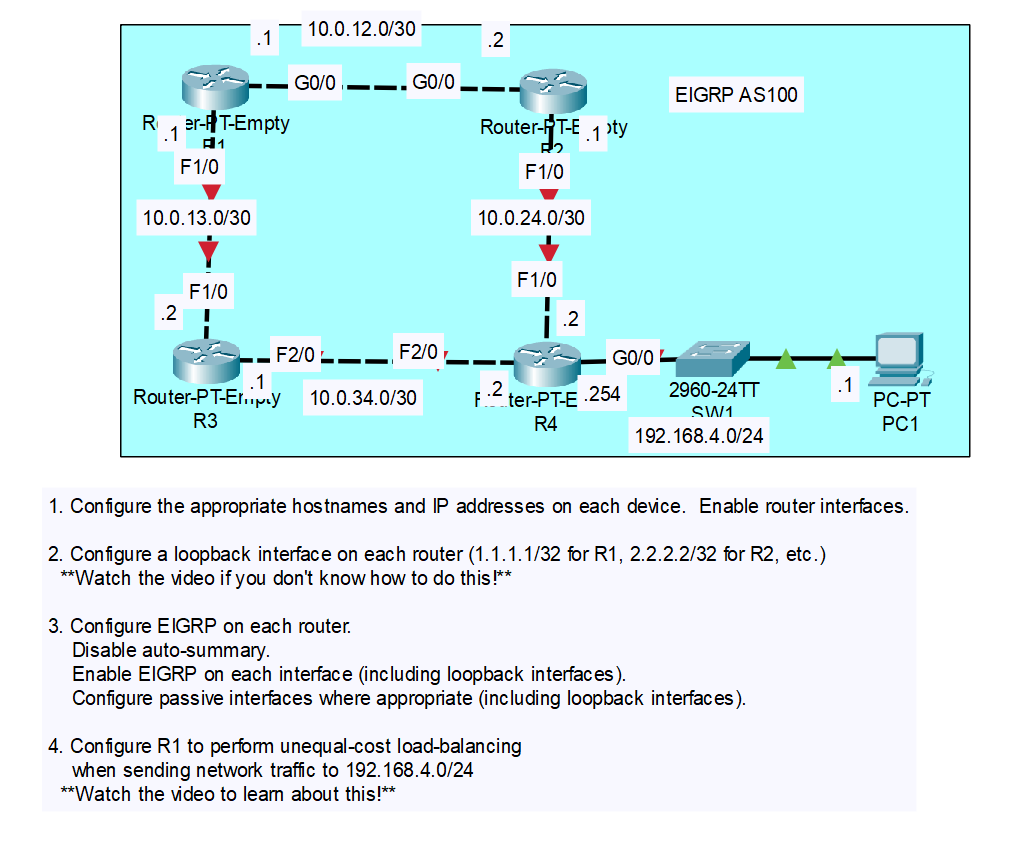 10.0.12.0/30
.1
.2
G0/0
G0/0
EIGRP AS100
Router-PT-Empty
R1
.1
Router-PT-Empty
R2
.1
F1/0
F1/0
10.0.13.0/30
10.0.24.0/30
F1/0
F1/0
.2
.2
F2/0
F2/0
G0/0
.1
.2
.254
.1
Router-PT-Empty
R3
10.0.34.0/30
R4
2960-24TT
SW1
PC-PT
PC1
192.168.4.0/24
1. Configure the appropriate hostnames and IP addresses on each device.  Enable router interfaces.
2. Configure a loopback interface on each router (1.1.1.1/32 for R1, 2.2.2.2/32 for R2, etc.)
**Watch the video if you don't know how to do this!**
3. Configure EIGRP on each router.
Disable auto-summary.
Enable EIGRP on each interface (including loopback interfaces).
Configure passive interfaces where appropriate (including loopback interfaces).
4. Configure R1 to perform unequal-cost load-balancing
when sending network traffic to 192.168.4.0/24
**Watch the video to learn about this!**